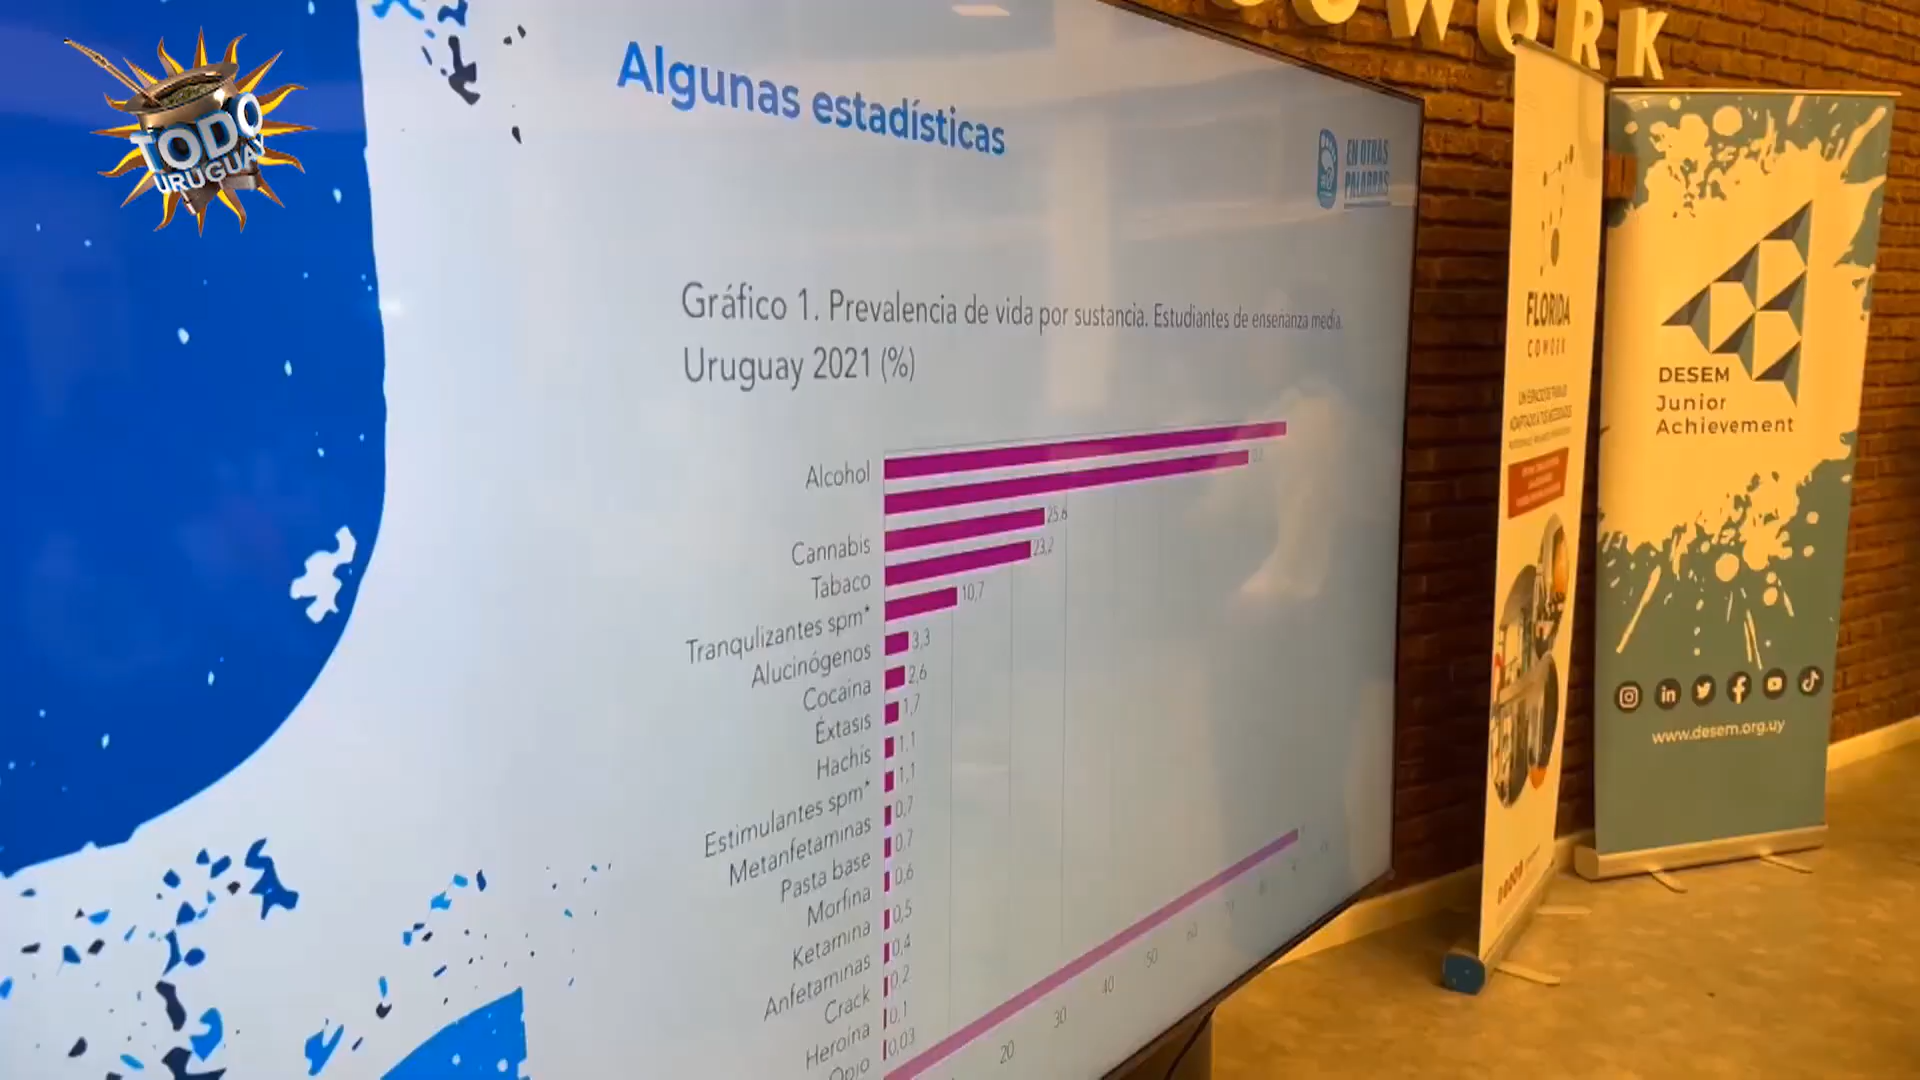 TODO
URUGUAY
COWORK
Algunas estadísticas
EN OTRAS
PALABRAS
Gráfico 1. Prevalencia de vida por sustancia. Estudiantes de enseñanza media.
Uruguay 2021 (%)
Alcohol
Cannabis 25.6
Tabaco 23,2
Tranqulizantes spm* 10,7
Alucinógenos 3,3
Cocaína 2,6
Éxtasis 1,7
Hachís 1,1
Estimulantes spm* 1,1
Metanfetaminas 0,7
Pasta base 0,7
Morfina 0,6
Ketamina 0,5
Anfetaminas 0,4
Crack 0,2
Heroína 0,1
Opio 0,03
20 30 40 50 60
FLORIDA
COWORK
DESEM
Junior
Achievement
www.desem.org.uy